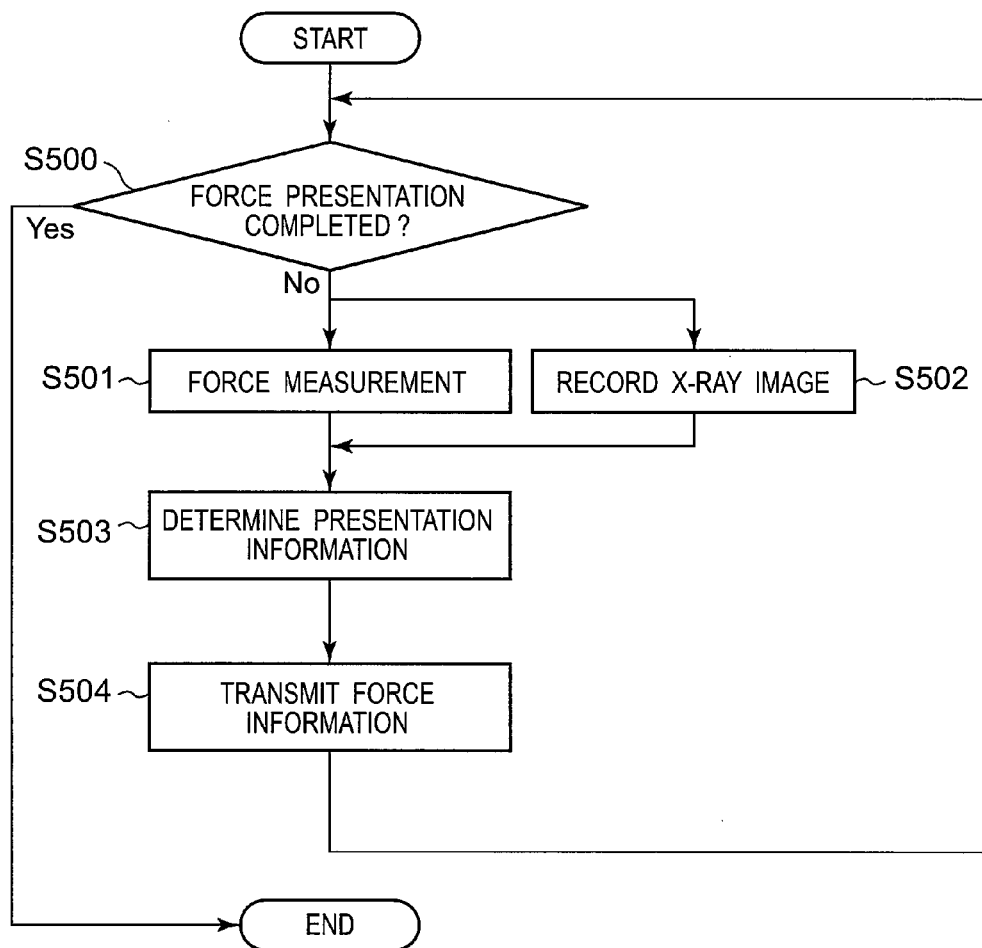 START
S500
FORCE PRESENTATION
COMPLETED ?
Yes
No
S501
FORCE MEASUREMENT
RECORD X-RAY IMAGE
S502
S503
DETERMINE PRESENTATION
INFORMATION
S504
TRANSMIT FORCE
INFORMATION
END